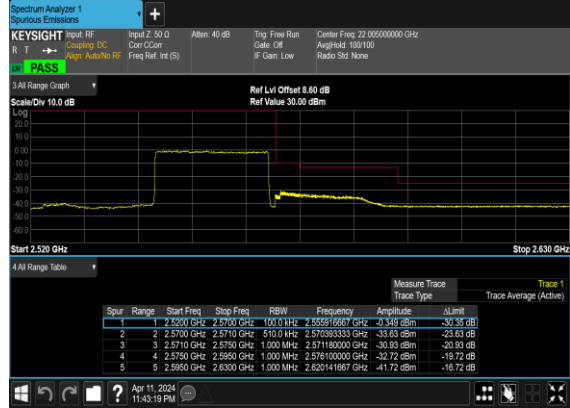 Spectrum Analyzer 1
Spurious Emissions
KEYSIGHT
R T
LXI PASS
Input: RF
Coupling: DC
Align: Auto/No RF
Input Z: 50 Ω
Corr CCorr
Freq Ref: Int (S)
Atten: 40 dB
Trig: Free Run
Gate: Off
IF Gain: Low
Center Freq: 22.005000000 GHz
Avg|Hold: 100/100
Radio Std: None
3 All Range Graph
Ref Lvl Offset 8.60 dB
Scale/Div 10.0 dB
Ref Value 30.00 dBm
Log
20.0
10.0
0.00
-10.0
-20.0
-30.0
-40.0
-50.0
-60.0
Start 2.520 GHz
Stop 2.630 GHz
4 All Range Table
Measure Trace Trace 1
Trace Type Trace Average (Active)
Spur Range Start Freq Stop Freq RBW Frequency Amplitude ΔLimit
1 1 2.5200 GHz 2.5700 GHz 100.0 kHz 2.555916667 GHz -0.349 dBm -30.35 dB
2 2 2.5700 GHz 2.5710 GHz 510.0 kHz 2.570393333 GHz -33.63 dBm -23.63 dB
3 3 2.5710 GHz 2.5750 GHz 1.000 MHz 2.571180000 GHz -30.93 dBm -20.93 dB
4 4 2.5750 GHz 2.5950 GHz 1.000 MHz 2.576100000 GHz -32.72 dBm -19.72 dB
5 5 2.5950 GHz 2.6300 GHz 1.000 MHz 2.620141667 GHz -41.72 dBm -16.72 dB
?
Apr 11, 2024
11:43:19 PM